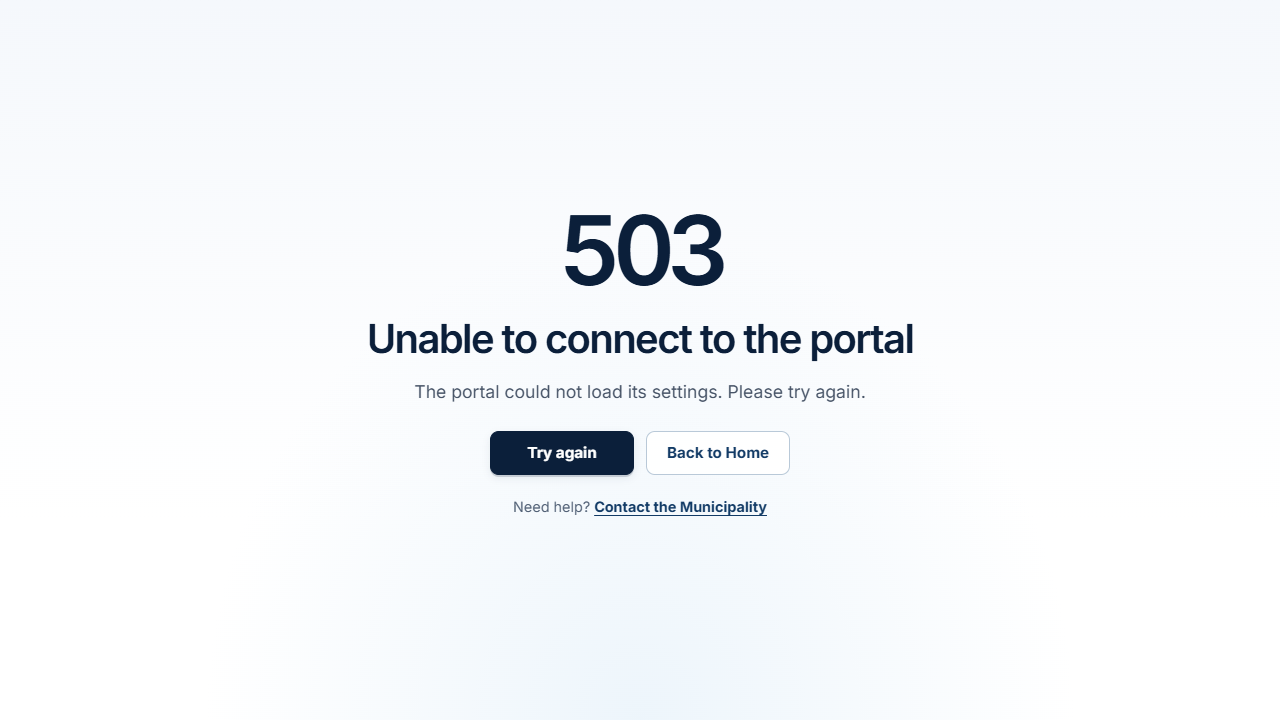 503
Unable to connect to the portal
The portal could not load its settings. Please try again.
Try again
Back to Home
Need help? Contact the Municipality